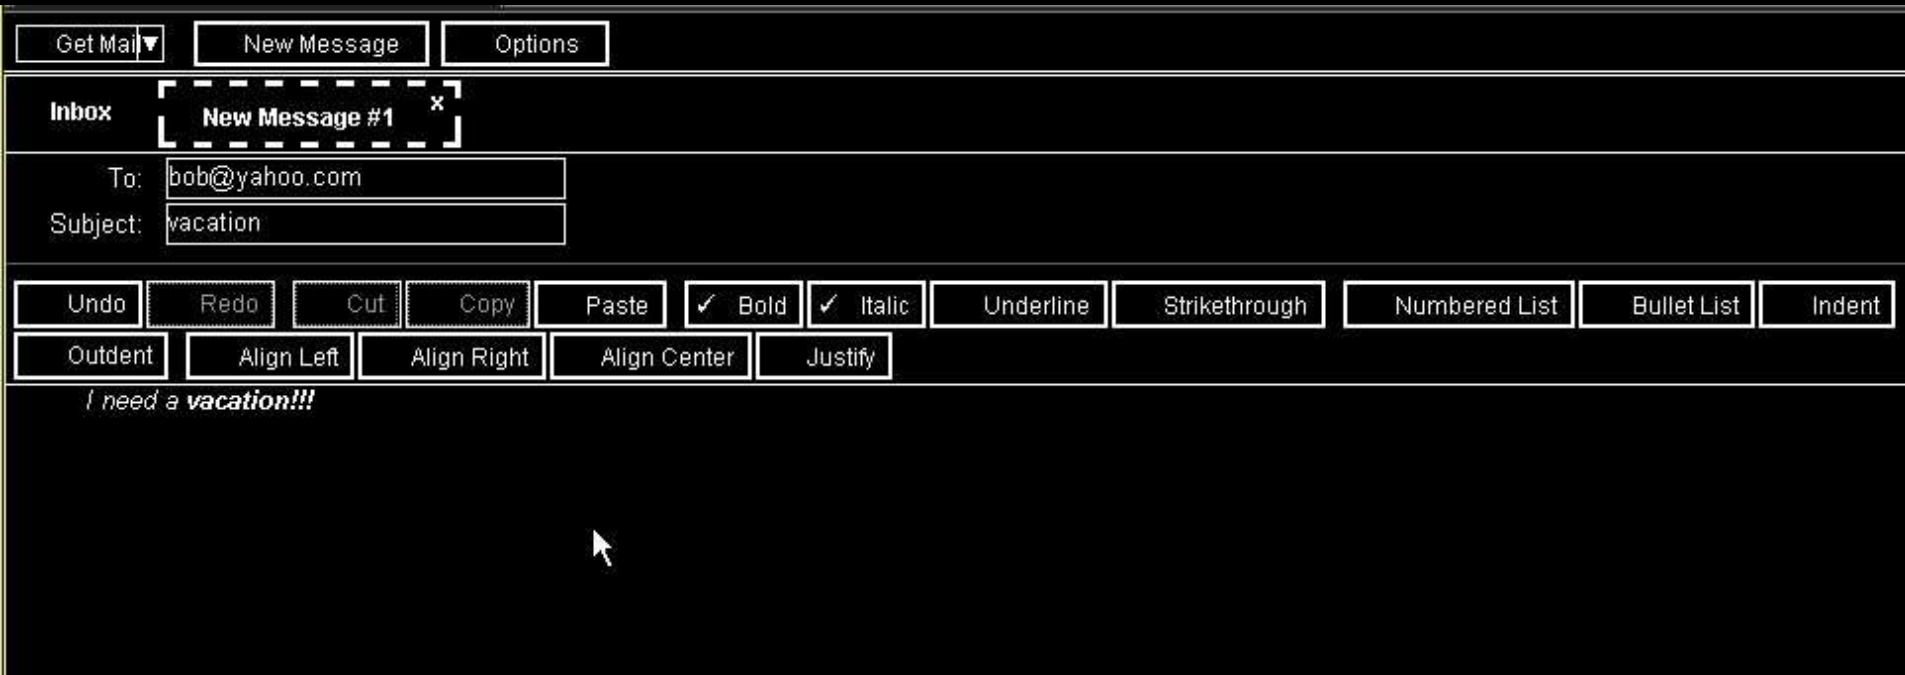 Get Mail New Message Options
Inbox New Message #1 x
To: bob@yahoo.com
Subject: vacation
Undo Redo Cut Copy Paste ✓ Bold ✓ Italic Underline Strikethrough Numbered List Bullet List Indent
Outdent Align Left Align Right Align Center Justify
I need a vacation!!!